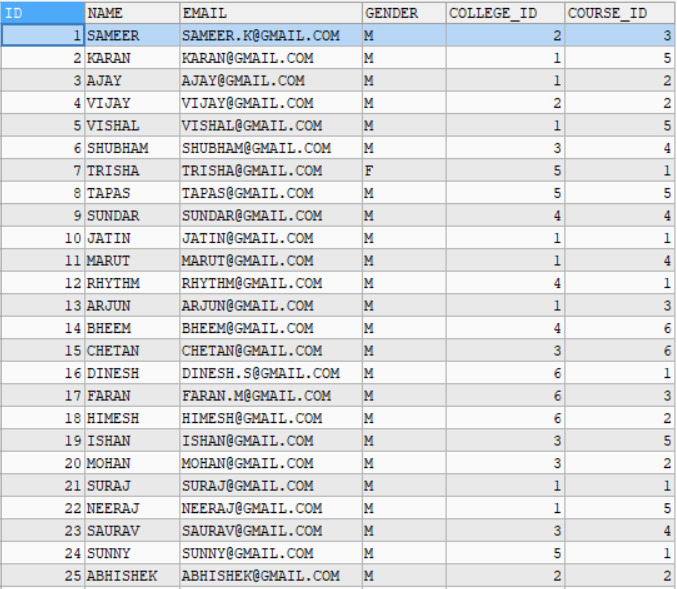 ID NAME EMAIL GENDER COLLEGE_ID COURSE_ID
1 SAMEER SAMEER.K@GMAIL.COM M 2 3
2 KARAN KARAN@GMAIL.COM M 1 5
3 AJAY AJAY@GMAIL.COM M 1 2
4 VIJAY VIJAY@GMAIL.COM M 2 2
5 VISHAL VISHAL@GMAIL.COM M 1 5
6 SHUBHAM SHUBHAM@GMAIL.COM M 3 4
7 TRISHA TRISHA@GMAIL.COM F 5 1
8 TAPAS TAPAS@GMAIL.COM M 5 5
9 SUNDAR SUNDAR@GMAIL.COM M 4 4
10 JATIN JATIN@GMAIL.COM M 1 1
11 MARUT MARUT@GMAIL.COM M 1 4
12 RHYTHM RHYTHM@GMAIL.COM M 4 1
13 ARJUN ARJUN@GMAIL.COM M 1 3
14 BHEEM BHEEM@GMAIL.COM M 4 6
15 CHETAN CHETAN@GMAIL.COM M 3 6
16 DINESH DINESH.S@GMAIL.COM M 6 1
17 FARAN FARAN.M@GMAIL.COM M 6 3
18 HIMESH HIMESH@GMAIL.COM M 6 2
19 ISHAN ISHAN@GMAIL.COM M 3 5
20 MOHAN MOHAN@GMAIL.COM M 3 2
21 SURAJ SURAJ@GMAIL.COM M 1 1
22 NEERAJ NEERAJ@GMAIL.COM M 1 5
23 SAURAV SAURAV@GMAIL.COM M 3 4
24 SUNNY SUNNY@GMAIL.COM M 5 1
25 ABHISHEK ABHISHEK@GMAIL.COM M 2 2